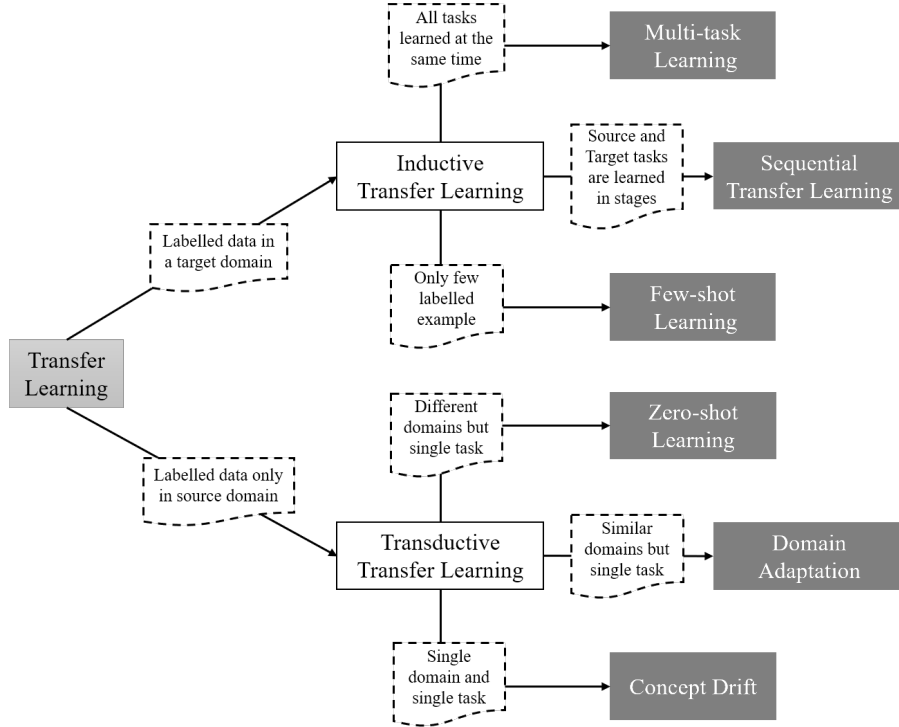 All tasks
learned at the
same time
Multi-task
Learning
Inductive
Transfer Learning
Source and
Target tasks
are learned
in stages
Sequential
Transfer Learning
Labelled data in
a target domain
Only few
labelled
example
Few-shot
Learning
Transfer
Learning
Different
domains but
single task
Zero-shot
Learning
Labelled data only
in source domain
Transductive
Transfer Learning
Similar
domains but
single task
Domain
Adaptation
Single
domain and
single task
Concept Drift